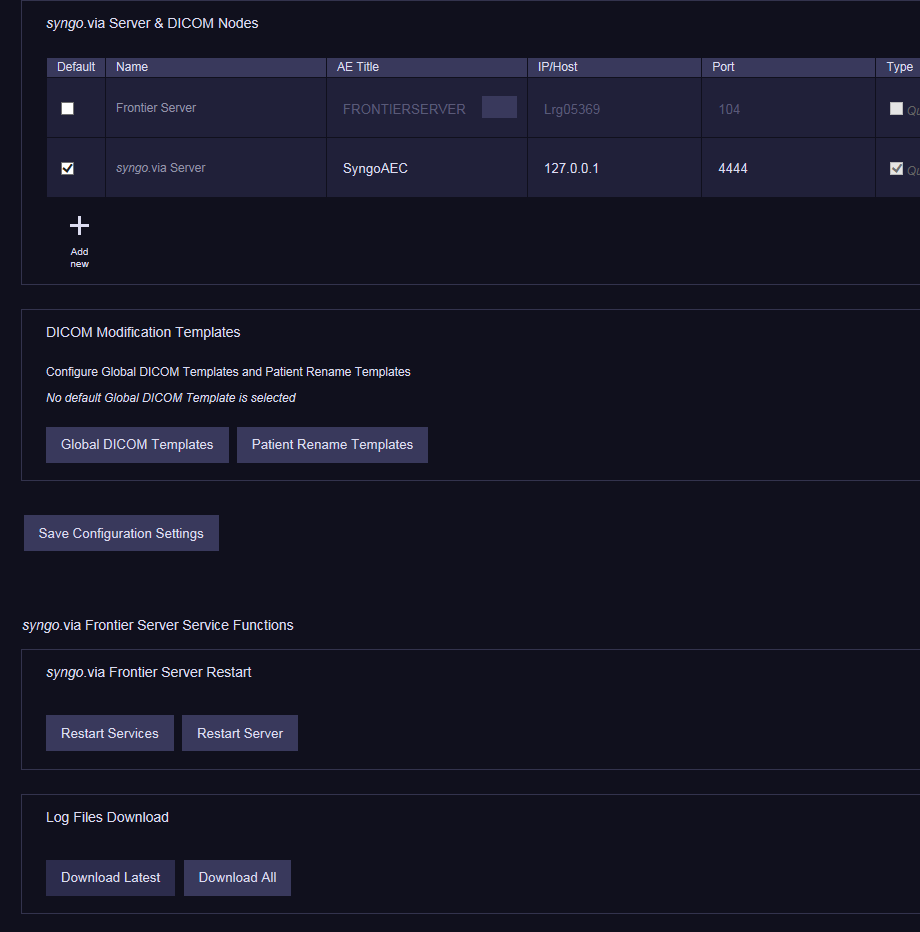 syngo.via Server & DICOM Nodes
Default Name AE Title IP/Host Port Type
Frontier Server FRONTIERSERVER Lrg05369 104
syngo.via Server SyngoAEC 127.0.0.1 4444
Add
new
DICOM Modification Templates
Configure Global DICOM Templates and Patient Rename Templates
No default Global DICOM Template is selected
Global DICOM Templates Patient Rename Templates
Save Configuration Settings
syngo.via Frontier Server Service Functions
syngo.via Frontier Server Restart
Restart Services Restart Server
Log Files Download
Download Latest Download All